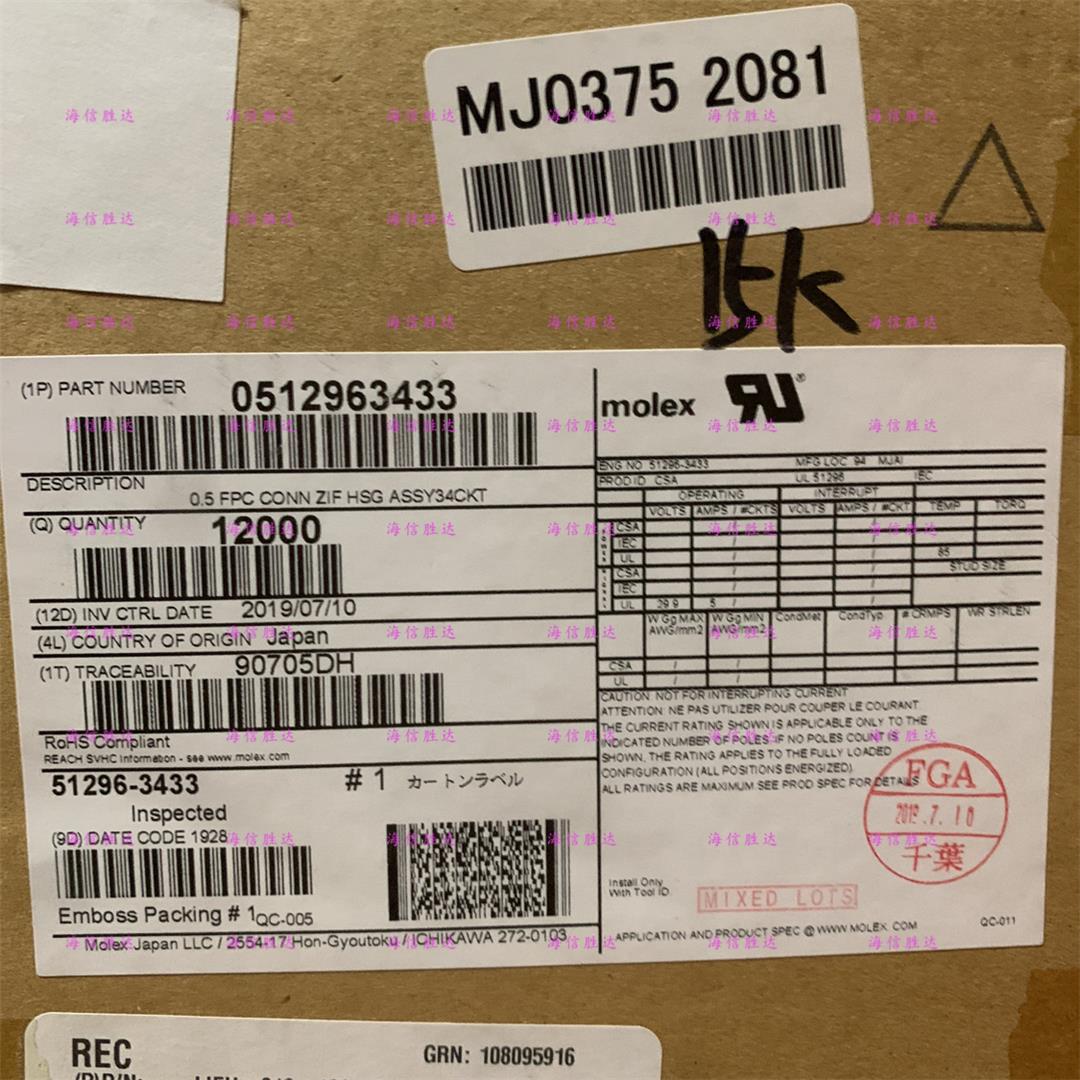 MJ0375 2081
15k
(1P) PART NUMBER 0512963433
DESCRIPTION
0.5 FPC CONN ZIF HSG ASSY34CKT
(Q) QUANTITY 12000
(12D) INV CTRL DATE 2019/07/10
(4L) COUNTRY OF ORIGIN Japan
(1T) TRACEABILITY 90705DH
RoHS Compliant
REACH SVHC Information - see www.molex.com
51296-3433 # 1 カートンラベル
Inspected
(9D) DATE CODE 1928
Emboss Packing # 1 QC-005
Molex Japan LLC / 2554-17 Hon-Gyoutoku / ICHIKAWA 272-0103
molex RU®
ENG NO 51296-3433 MFG LOC 94 MJAI
PROD ID CSA UL 51296 IEC
OPERATING INTERRUPT
VOLTS AMPS / #CKTS VOLTS AMPS / #CKT TEMP TORQ
CSA / /
IEC / /
UL / / 85
CSA / / STUD SIZE
IEC / /
UL 29.9 5 / /
W Gg MAX W Gg MIN CondMat CondTyp # CRMPS WR STRLEN
AWG/mm2 AWG/mm2
CSA / /
UL / /
CAUTION: NOT FOR INTERRUPTING CURRENT
ATTENTION: NE PAS UTILIZER POUR COUPER LE COURANT.
THE CURRENT RATING SHOWN IS APPLICABLE ONLY TO THE
INDICATED NUMBER OF POLES. IF NO POLES COUNT IS
SHOWN, THE RATING APPLIES TO THE FULLY LOADED
CONFIGURATION (ALL POSITIONS ENERGIZED).
ALL RATINGS ARE MAXIMUM SEE PROD SPEC FOR DETAILS
FGA
2019.7.10
千葉
Install Only
With Tool ID
MIXED LOTS
APPLICATION AND PRODUCT SPEC @ WWW.MOLEX.COM QC-011
REC GRN: 108095916
海信胜达